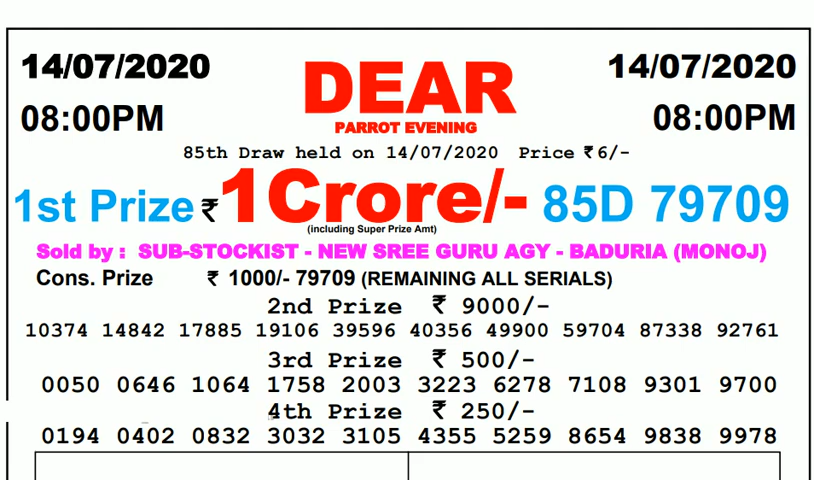 14/07/2020 DEAR 14/07/2020
08:00PM PARROT EVENING 08:00PM
85th Draw held on 14/07/2020 Price ₹6/-
1st Prize ₹1Crore/- 85D 79709
(including Super Prize Amt)
Sold by : SUB-STOCKIST - NEW SREE GURU AGY - BADURIA (MONOJ)
Cons. Prize ₹ 1000/- 79709 (REMAINING ALL SERIALS)
2nd Prize ₹ 9000/-
10374 14842 17885 19106 39596 40356 49900 59704 87338 92761
3rd Prize ₹ 500/-
0050 0646 1064 1758 2003 3223 6278 7108 9301 9700
4th Prize ₹ 250/-
0194 0402 0832 3032 3105 4355 5259 8654 9838 9978